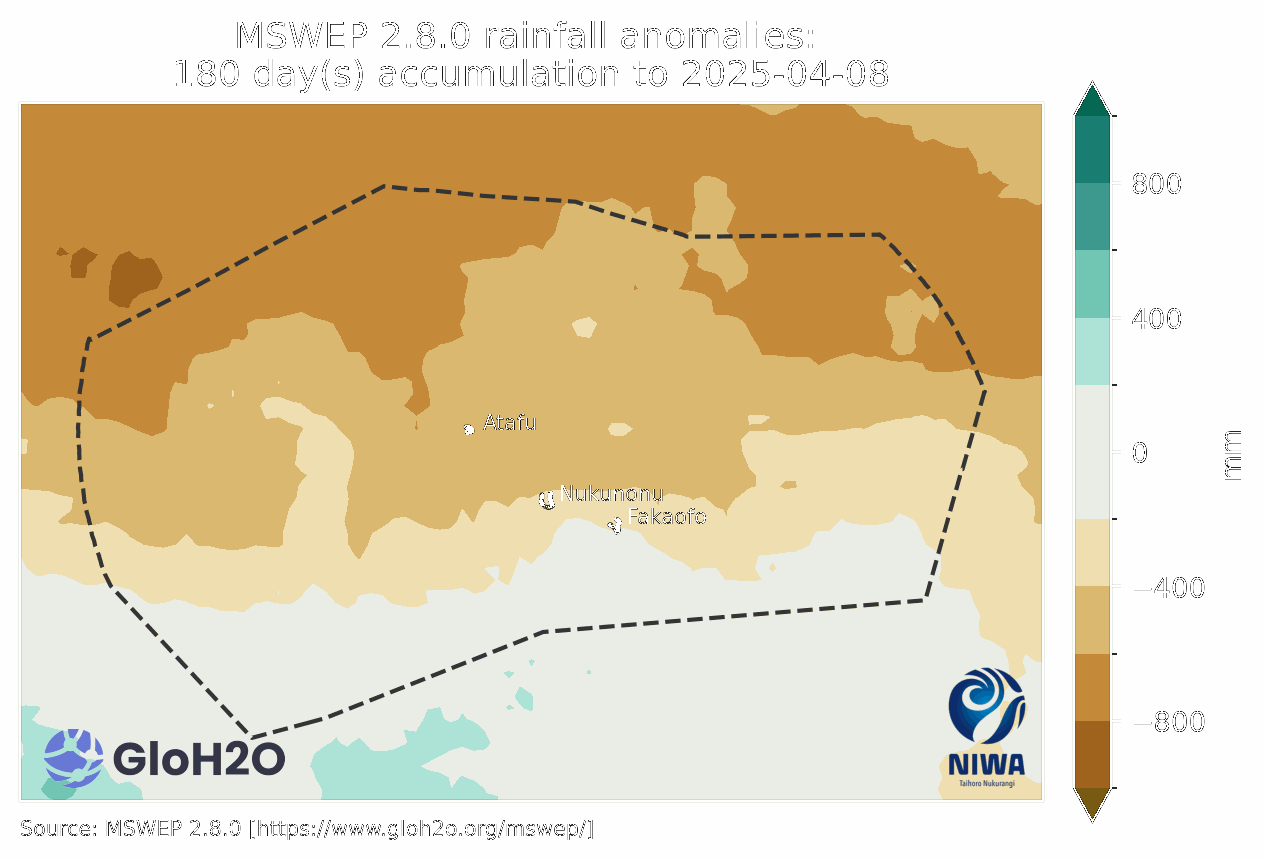 MSWEP 2.8.0 rainfall anomalies:
180 day(s) accumulation to 2025-04-08
800
400
0
−400
−800
mm
Atafu
Nukunonu
Fakaofo
GloH2O
NIWA
Taihoro Nukurangi
Source: MSWEP 2.8.0 [https://www.gloh2o.org/mswep/]